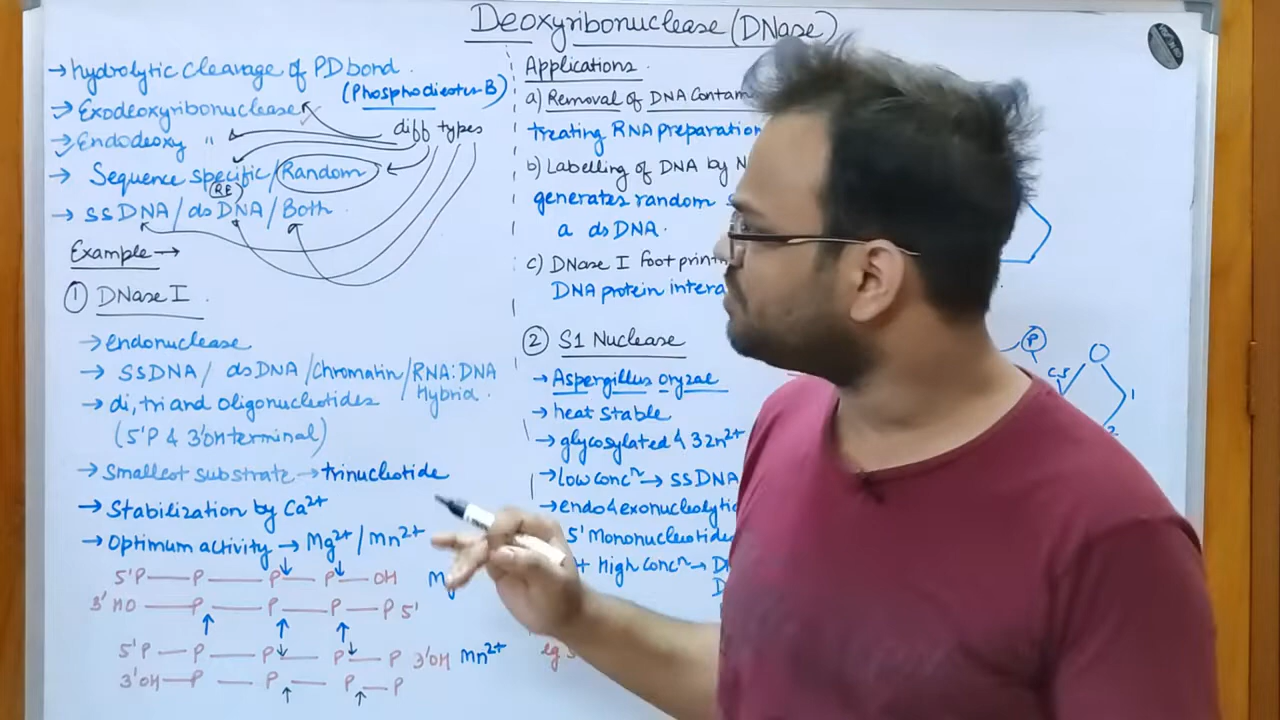 Deoxyribonuclease (DNase)
→ hydrolytic cleavage of PD bond.
(Phosphodiester B)
→ Exodeoxyribonuclease
diff types
→ Endodeoxy "
→ Sequence specific/Random
(RE)
→ ssDNA/dsDNA/Both.
Example →
① DNase I.
→ endonuclease
→ SSDNA/ dsDNA/Chromatin/RNA:DNA
Hybrid.
→ di, tri and oligonucleotides
(5'P & 3'OH terminal)
→ Smallest substrate → trinucleotide
→ Stabilization by Ca2+
→ Optimum activity → Mg2+/Mn2+
5'P — P — P — P — OH
3'HO — P — P — P — P 5'
5'P — P — P — P — P 3'OH Mn2+
3'OH — P — P — P — P
Applications.
a) Removal of DNA
treating RNA
b) Labelling of DNA by
generates random
a dsDNA.
c) DNase I foot
DNA protein
② S1 Nuclease
→ Aspergillus oryzae
→ heat stable
→ glycosylated & 3Zn2+
→ low concn → SSDNA
→ endo & exonucleolytic
5' Mononucleotide
high concn →
eg
P
C5
O
1
2